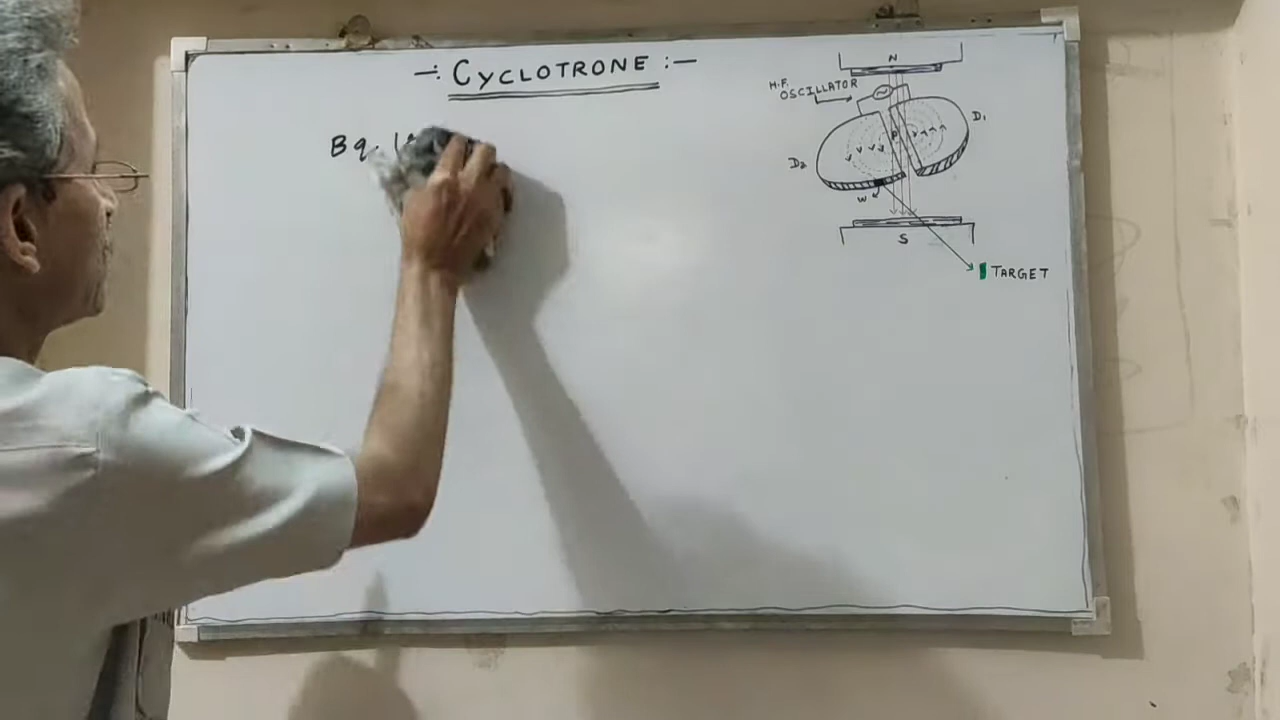 -: CYCLOTRONE :-
Bq.
N
H.F.
OSCILLATOR
D₁
P
D₂
W
S
TARGET